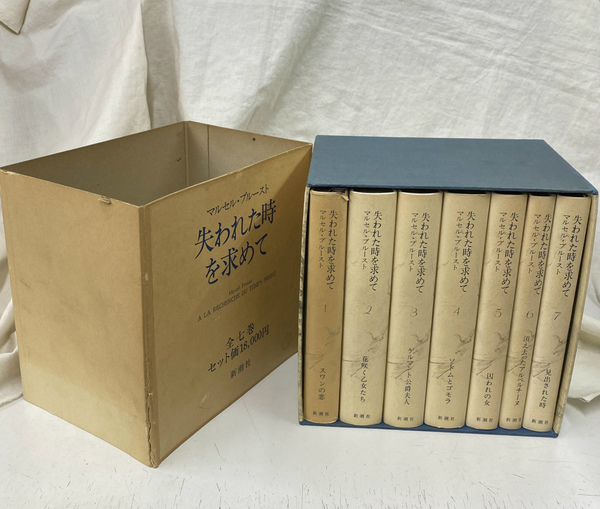 マルセル・プルースト
失われた時
を求めて
Marcel Proust
A LA RECHERCHE DU TEMPS PERDU
全七巻
セット価18,000円
新潮社
失われた時を求めて
マルセル・プルースト
1
スワンの恋
新潮社
失われた時を求めて
マルセル・プルースト
2
花咲く乙女たち
新潮社
失われた時を求めて
マルセル・プルースト
3
ゲルマント公爵夫人
新潮社
失われた時を求めて
マルセル・プルースト
4
ソドムとゴモラ
新潮社
失われた時を求めて
マルセル・プルースト
5
囚われの女
新潮社
失われた時を求めて
マルセル・プルースト
6
消え去ったアルベルチーヌ
新潮社
失われた時を求めて
マルセル・プルースト
7
見出された時
新潮社